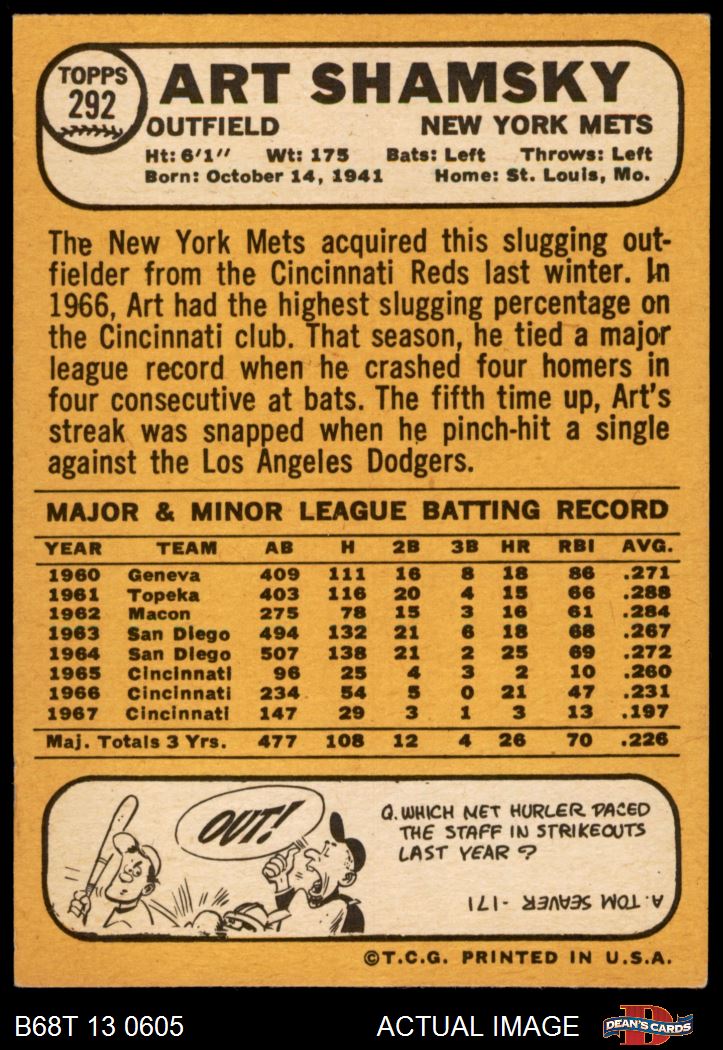 TOPPS
292
ART SHAMSKY
OUTFIELD NEW YORK METS
Ht: 6'1" Wt: 175 Bats: Left Throws: Left
Born: October 14, 1941 Home: St. Louis, Mo.
The New York Mets acquired this slugging out-
fielder from the Cincinnati Reds last winter. In
1966, Art had the highest slugging percentage on
the Cincinnati club. That season, he tied a major
league record when he crashed four homers in
four consecutive at bats. The fifth time up, Art's
streak was snapped when he pinch-hit a single
against the Los Angeles Dodgers.
MAJOR & MINOR LEAGUE BATTING RECORD
YEAR TEAM AB H 2B 3B HR RBI AVG.
1960 Geneva 409 111 16 8 18 86 .271
1961 Topeka 403 116 20 4 15 66 .288
1962 Macon 275 78 15 3 16 61 .284
1963 San Diego 494 132 21 6 18 68 .267
1964 San Diego 507 138 21 2 25 69 .272
1965 Cincinnati 96 25 4 3 2 10 .260
1966 Cincinnati 234 54 5 0 21 47 .231
1967 Cincinnati 147 29 3 1 3 13 .197
Maj. Totals 3 Yrs. 477 108 12 4 26 70 .226
OUT!
Q. WHICH MET HURLER PACED
THE STAFF IN STRIKEOUTS
LAST YEAR?
A. TOM SEAVER - 171
©T.C.G. PRINTED IN U.S.A.
B68T 13 0605 ACTUAL IMAGE
D
DEAN'S CARDS